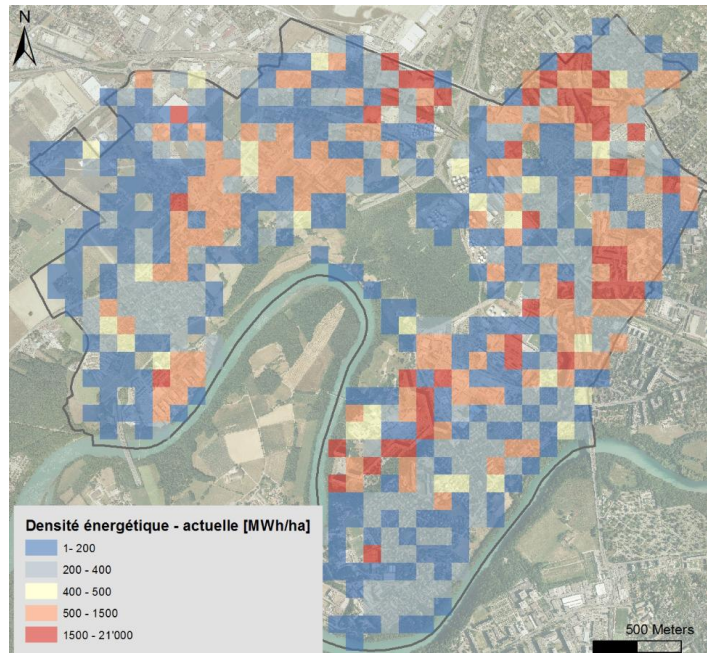 N
Densité énergétique - actuelle [MWh/ha]
1- 200
200 - 400
400 - 500
500 - 1500
1500 - 21'000
500 Meters